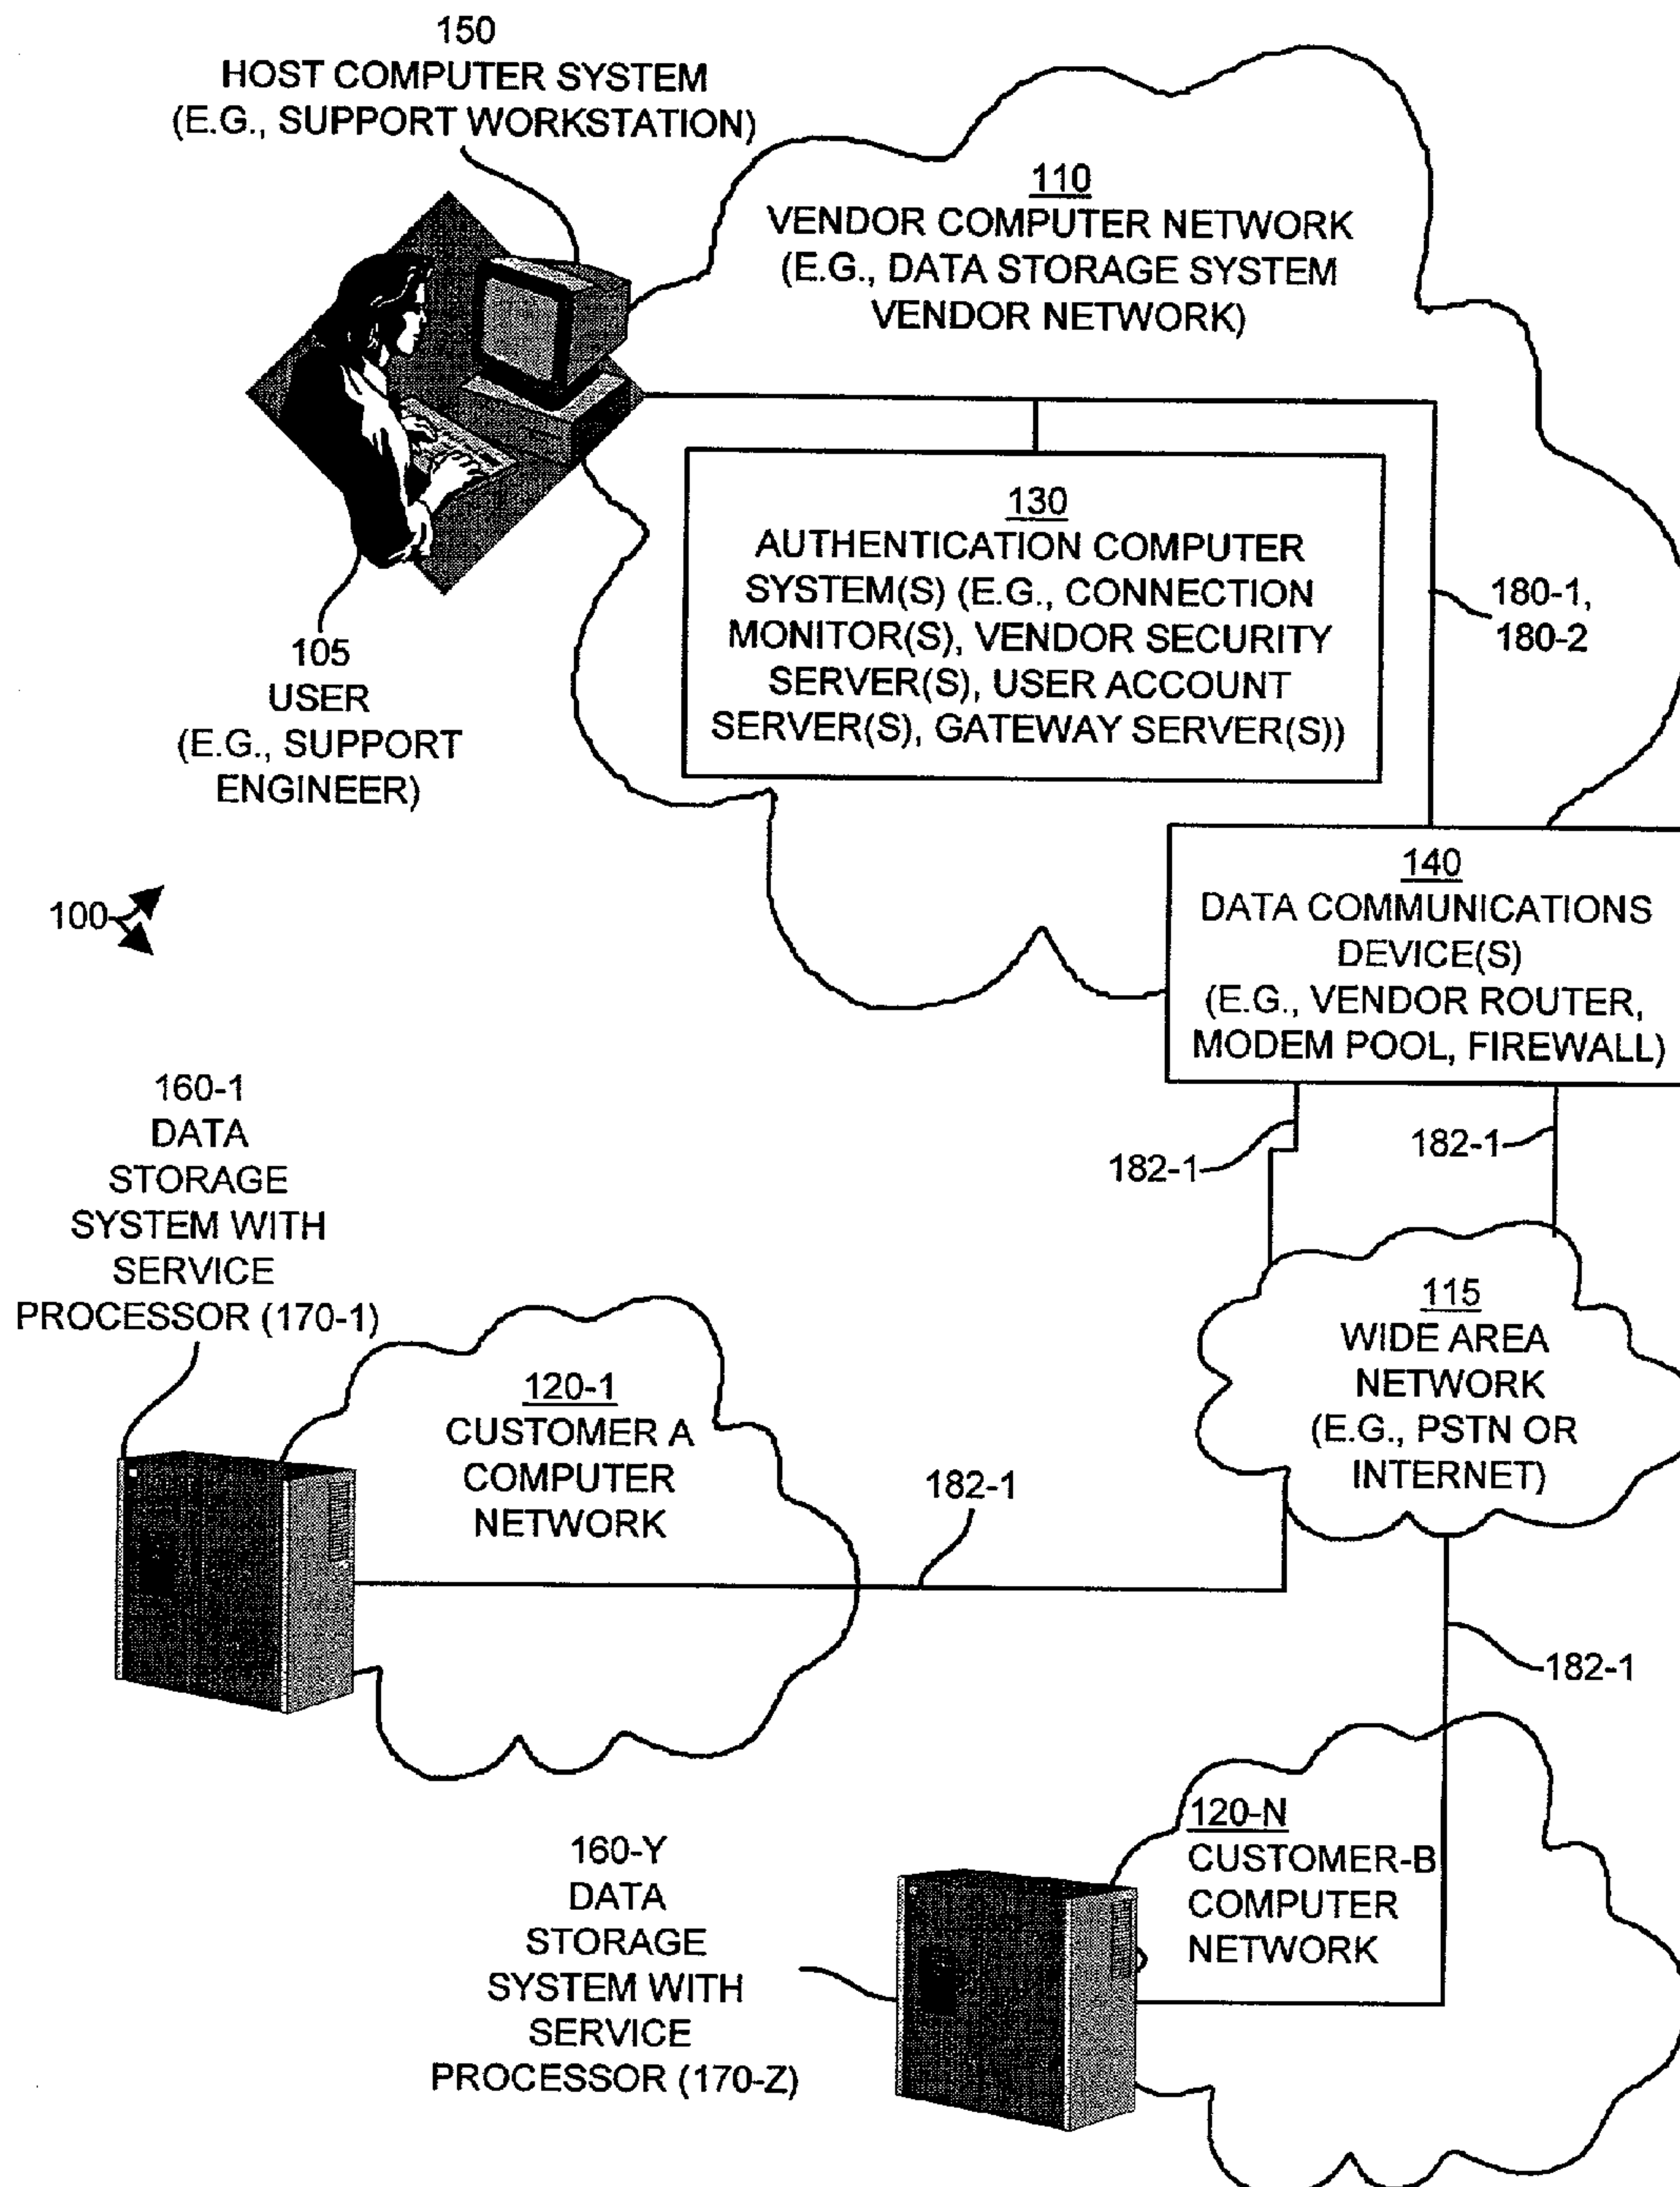 150
HOST COMPUTER SYSTEM
(E.G., SUPPORT WORKSTATION)
110
VENDOR COMPUTER NETWORK
(E.G., DATA STORAGE SYSTEM
VENDOR NETWORK)
130
AUTHENTICATION COMPUTER
SYSTEM(S) (E.G., CONNECTION
MONITOR(S), VENDOR SECURITY
SERVER(S), USER ACCOUNT
SERVER(S), GATEWAY SERVER(S))
180-1,
180-2
105
USER
(E.G., SUPPORT
ENGINEER)
100
140
DATA COMMUNICATIONS
DEVICE(S)
(E.G., VENDOR ROUTER,
MODEM POOL, FIREWALL)
182-1
182-1
160-1
DATA
STORAGE
SYSTEM WITH
SERVICE
PROCESSOR (170-1)
115
WIDE AREA
NETWORK
(E.G., PSTN OR
INTERNET)
120-1
CUSTOMER A
COMPUTER
NETWORK
182-1
182-1
120-N
CUSTOMER-B
COMPUTER
NETWORK
160-Y
DATA
STORAGE
SYSTEM WITH
SERVICE
PROCESSOR (170-Z)